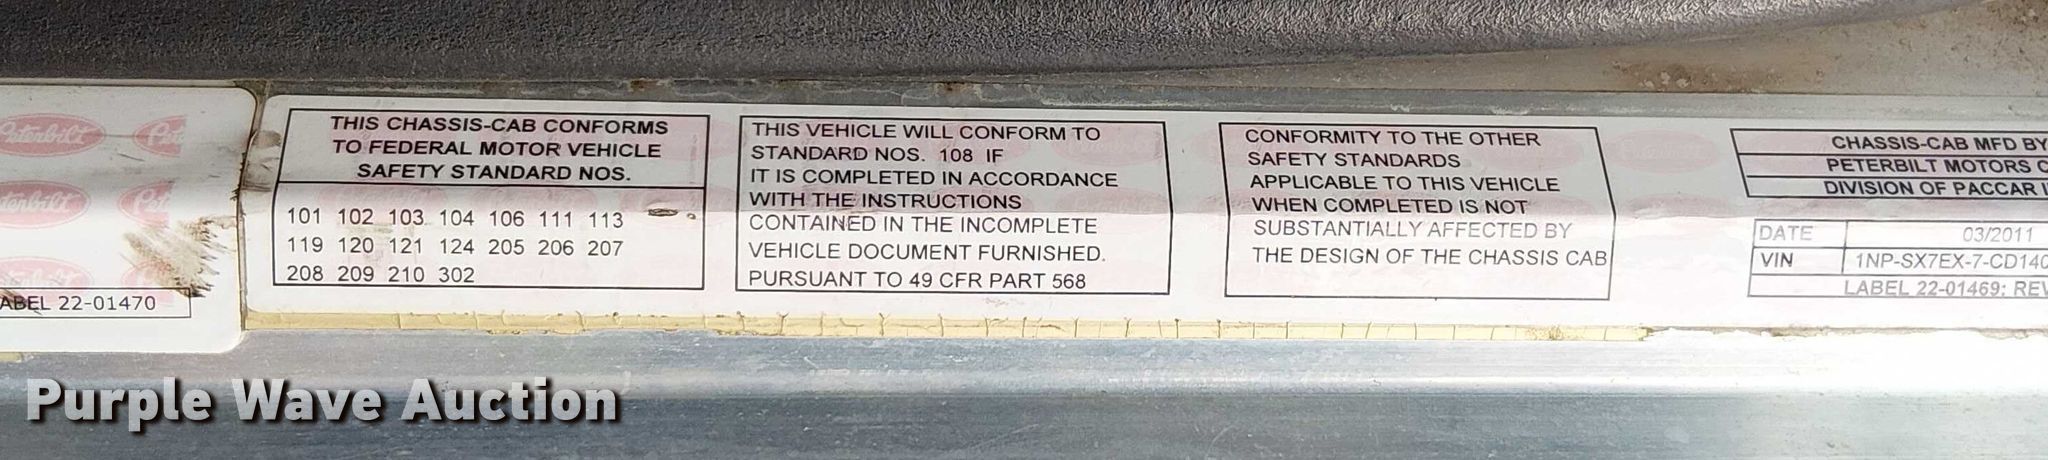 Peterbilt
Peterbilt
LABEL 22-01470
THIS CHASSIS-CAB CONFORMS
TO FEDERAL MOTOR VEHICLE
SAFETY STANDARD NOS.
101 102 103 104 106 111 113
119 120 121 124 205 206 207
208 209 210 302
THIS VEHICLE WILL CONFORM TO
STANDARD NOS. 108 IF
IT IS COMPLETED IN ACCORDANCE
WITH THE INSTRUCTIONS
CONTAINED IN THE INCOMPLETE
VEHICLE DOCUMENT FURNISHED.
PURSUANT TO 49 CFR PART 568
CONFORMITY TO THE OTHER
SAFETY STANDARDS
APPLICABLE TO THIS VEHICLE
WHEN COMPLETED IS NOT
SUBSTANTIALLY AFFECTED BY
THE DESIGN OF THE CHASSIS CAB
CHASSIS-CAB MFD BY
PETERBILT MOTORS C
DIVISION OF PACCAR I
DATE 03/2011
VIN 1NP-SX7EX-7-CD140
LABEL 22-01469; REV
Purple Wave Auction